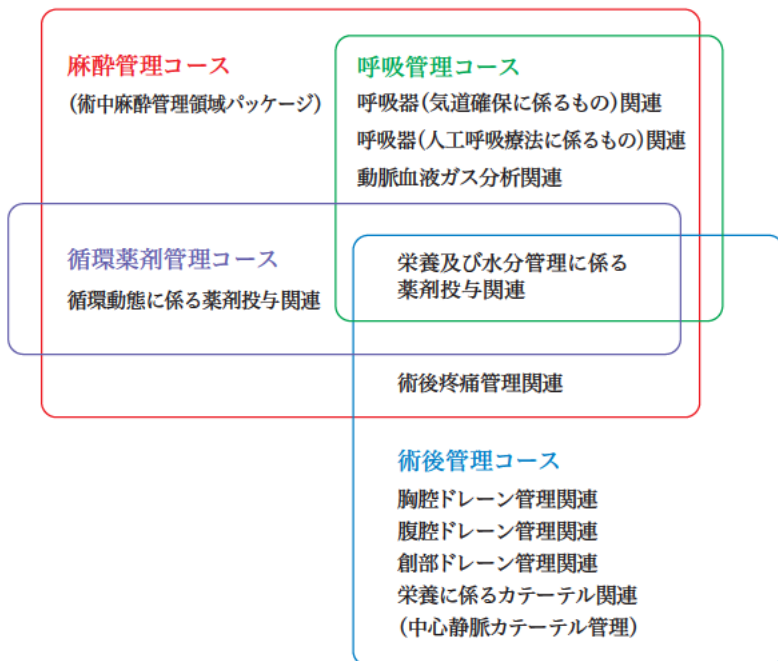 麻酔管理コース
(術中麻酔管理領域パッケージ)
呼吸管理コース
呼吸器(気道確保に係るもの)関連
呼吸器(人工呼吸療法に係るもの)関連
動脈血液ガス分析関連
循環薬剤管理コース
循環動態に係る薬剤投与関連
栄養及び水分管理に係る
薬剤投与関連
術後疼痛管理関連
術後管理コース
胸腔ドレーン管理関連
腹腔ドレーン管理関連
創部ドレーン管理関連
栄養に係るカテーテル関連
(中心静脈カテーテル管理)